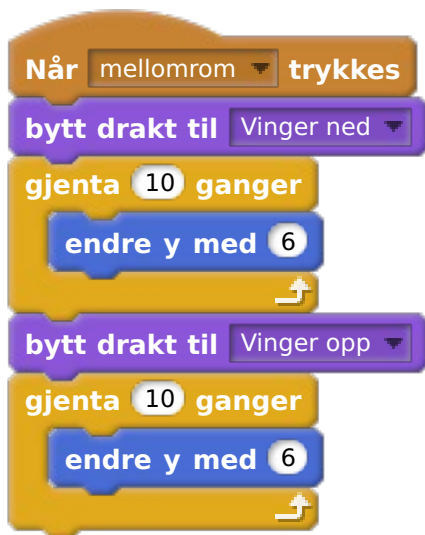 Når mellomrom trykkes
bytt drakt til Vinger ned
gjenta 10 ganger
endre y med 6
bytt drakt til Vinger opp
gjenta 10 ganger
endre y med 6